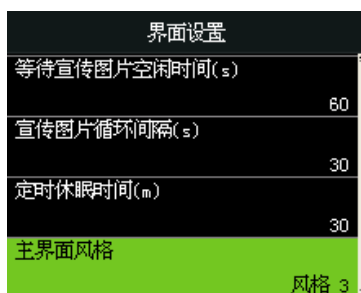 界面设置
等待宣传图片空闲时间(s)
60
宣传图片循环间隔(s)
30
定时休眠时间(m)
30
主界面风格
风格 3